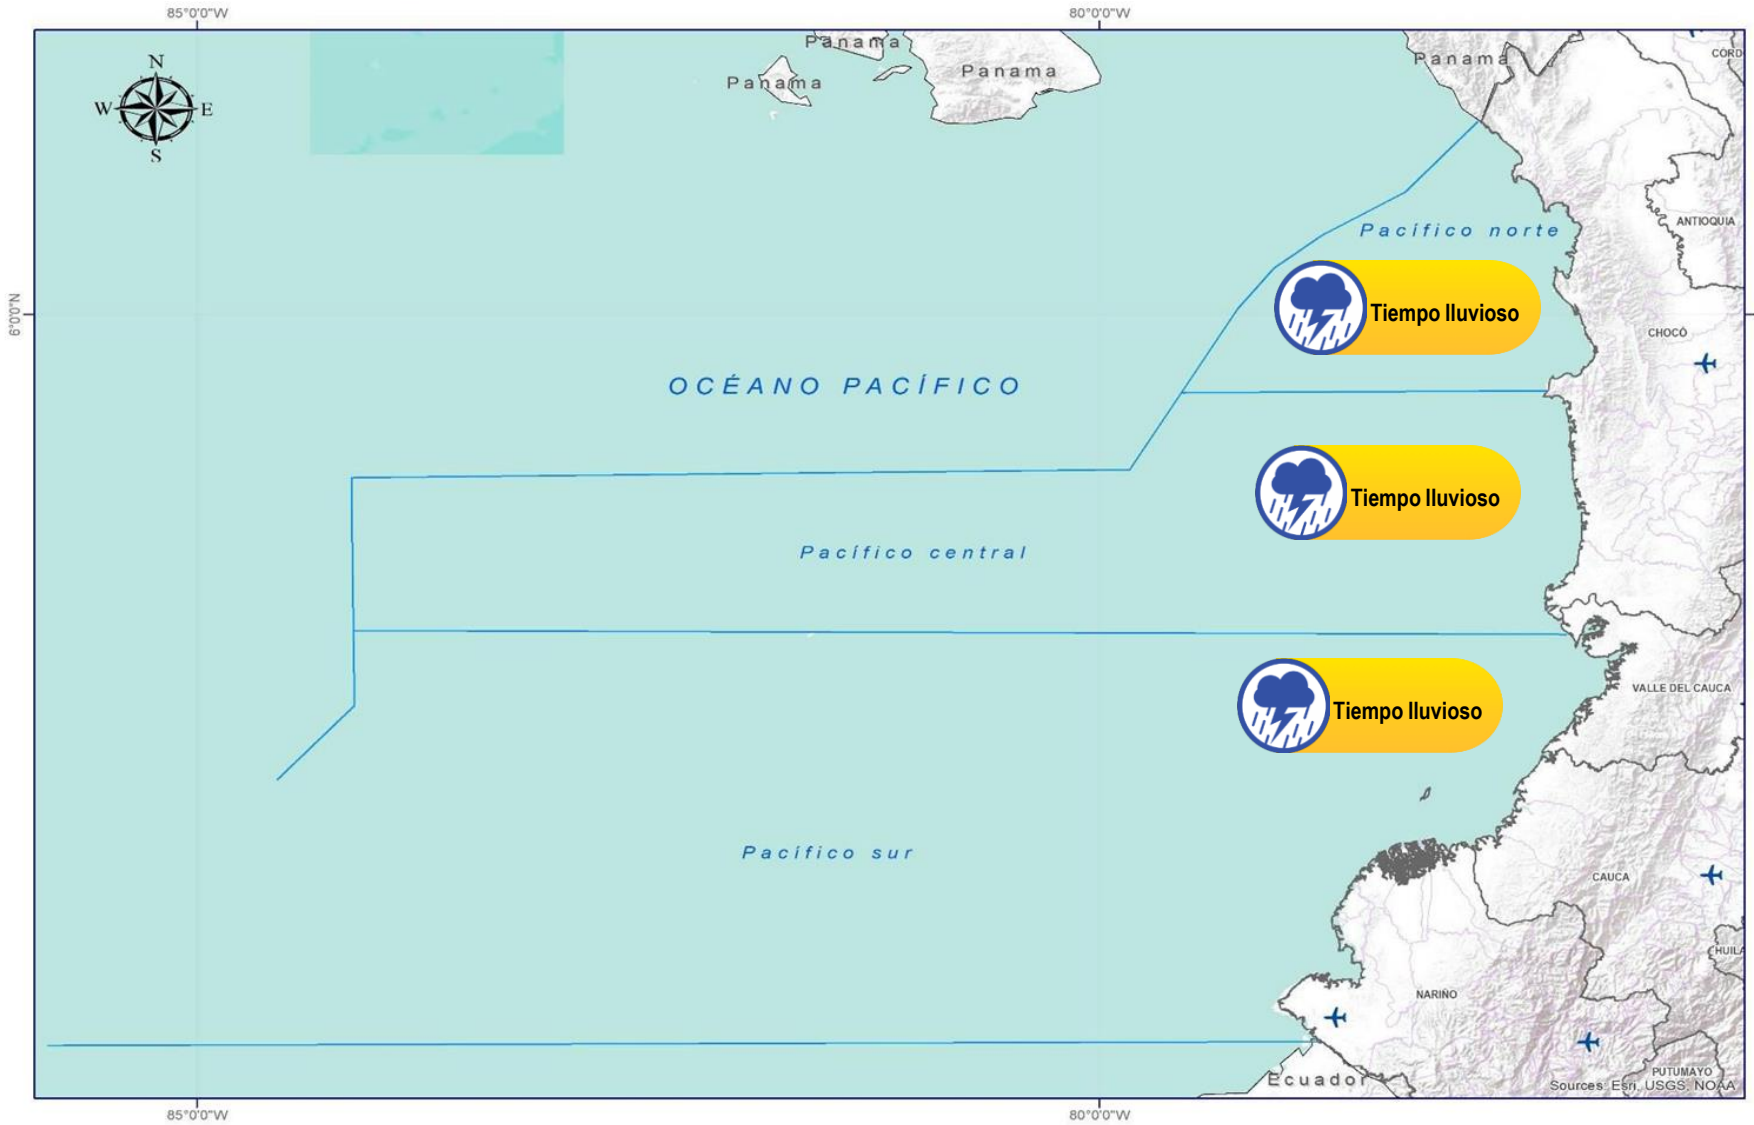 85°0'0"W
80°0'0"W
N
W
E
S
Panama
Panama
Panama
Panama
CÓRD
Pacífico norte
ANTIOQUIA
6°0'0"N
Tiempo lluvioso
CHOCÓ
OCÉANO PACÍFICO
Tiempo lluvioso
Pacífico central
VALLE DEL CAUCA
Tiempo lluvioso
Pacífico sur
CAUCA
HUILA
NARIÑO
PUTUMAYO
Ecuador
Sources: Esri, USGS, NOAA
85°0'0"W
80°0'0"W